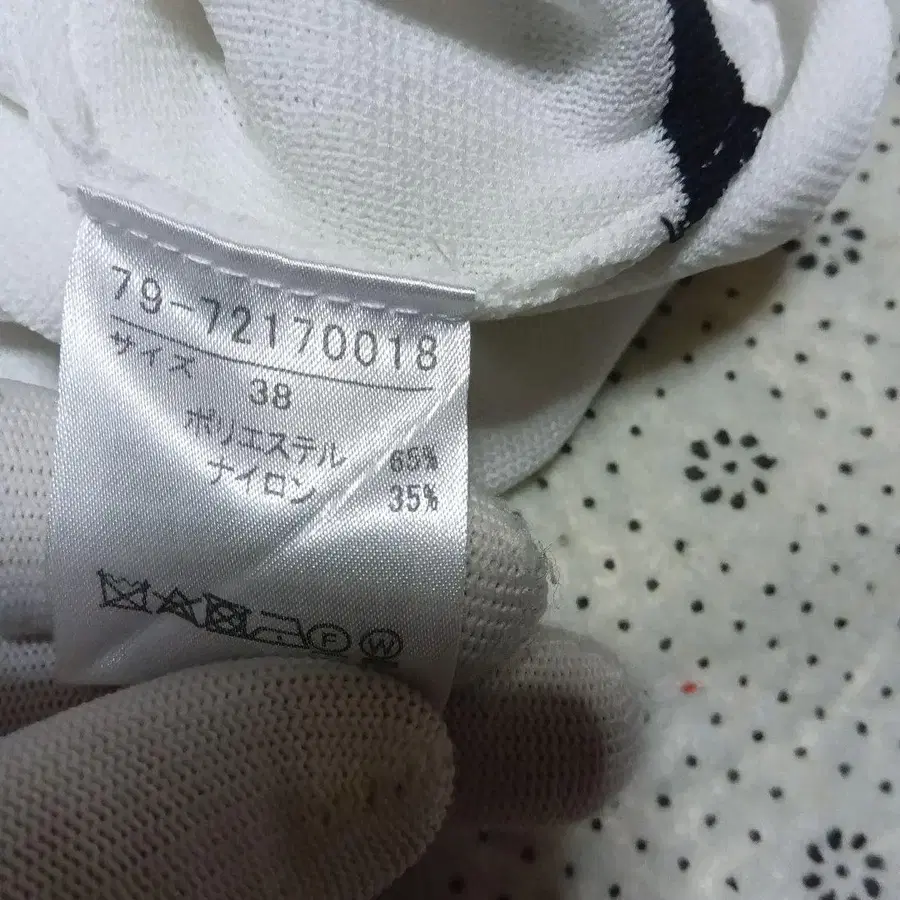 79-72170018
サイズ
38
ポリエステル 65%
ナイロン 35%
F W